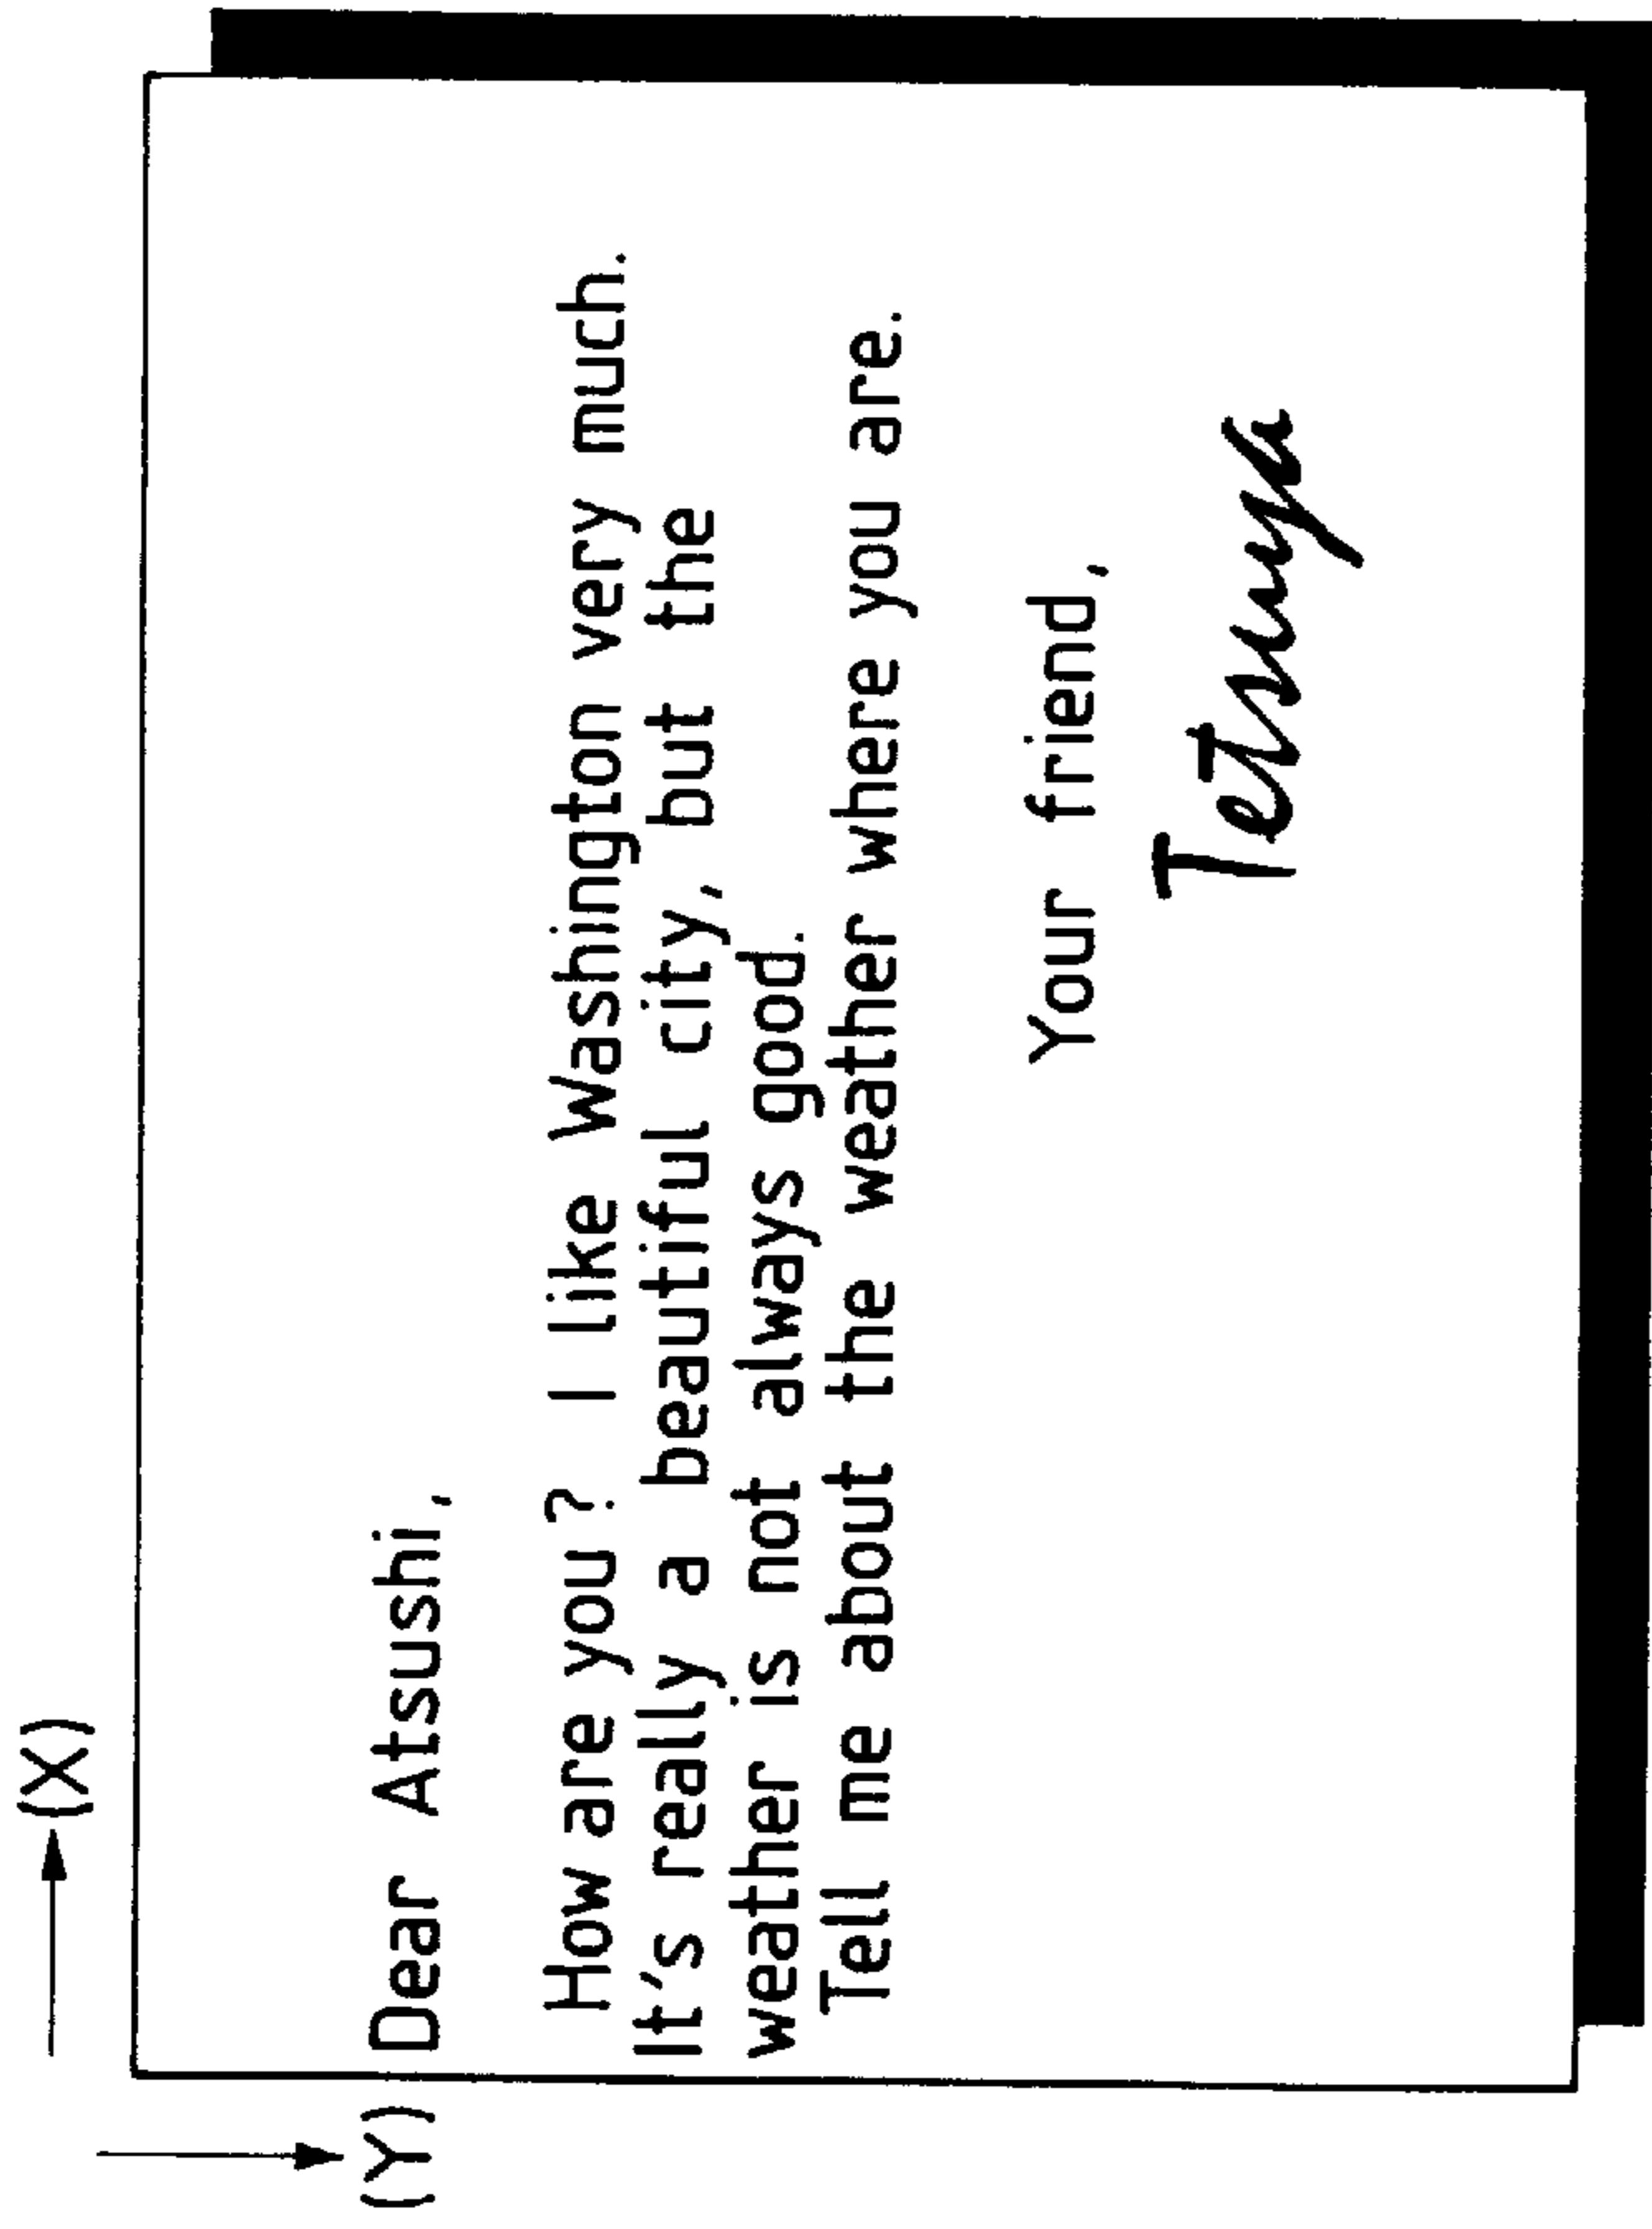 (X)
(Y)
Dear Atsushi,
How are you? I like Washington very much.
It's really a beautiful city, but the
weather is not always good.
Tell me about the weather where you are.
Your friend,
Tetsuya